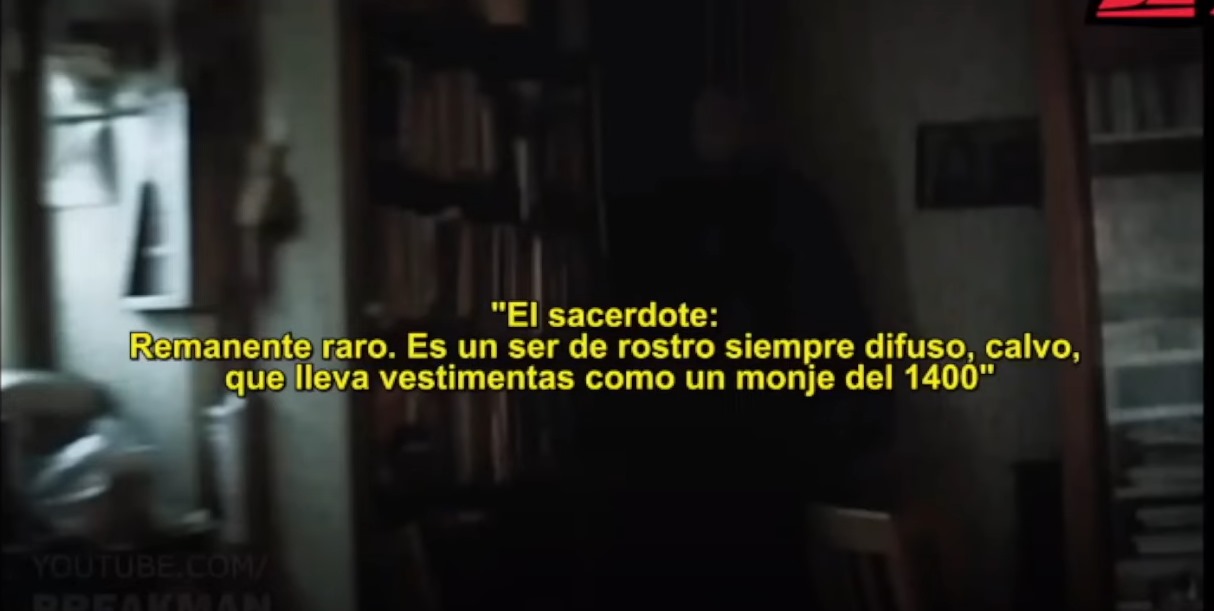 "El sacerdote:
Remanente raro. Es un ser de rostro siempre difuso, calvo,
que lleva vestimentas como un monje del 1400"
YOUTUBE.COM/
BREAKMAN